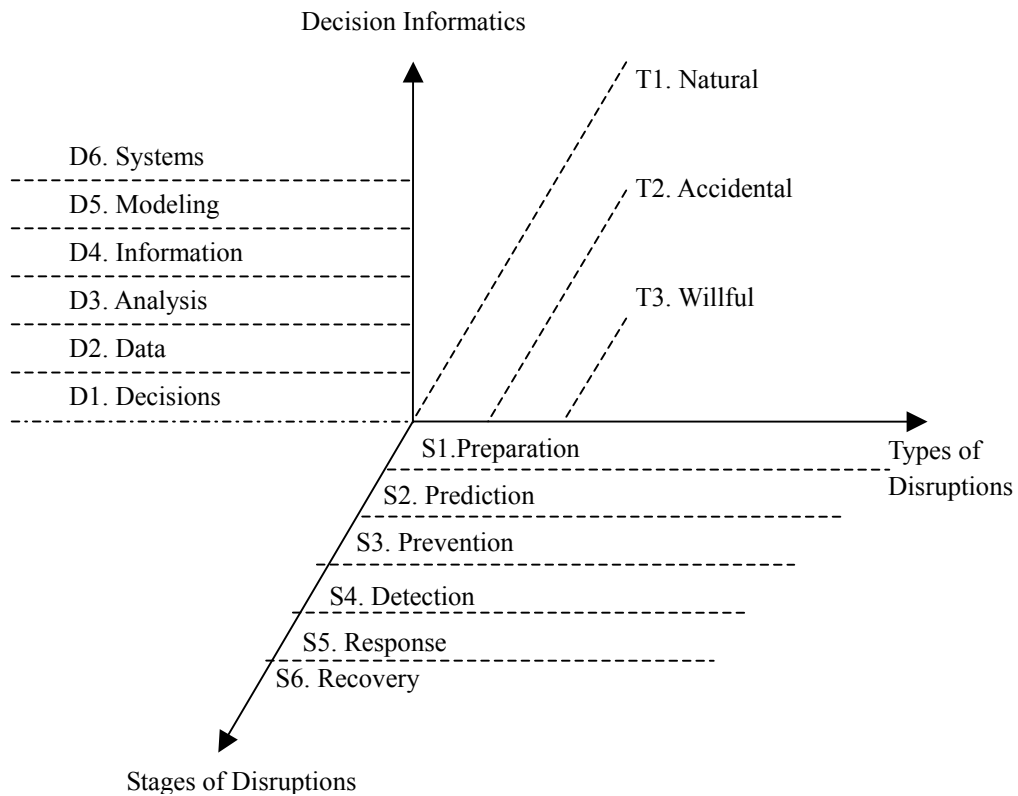 Decision Informatics
T1. Natural
D6. Systems
T2. Accidental
D5. Modeling
D4. Information
D3. Analysis
T3. Willful
D2. Data
D1. Decisions
S1.Preparation
Types of
Disruptions
S2. Prediction
S3. Prevention
S4. Detection
S5. Response
S6. Recovery
Stages of Disruptions